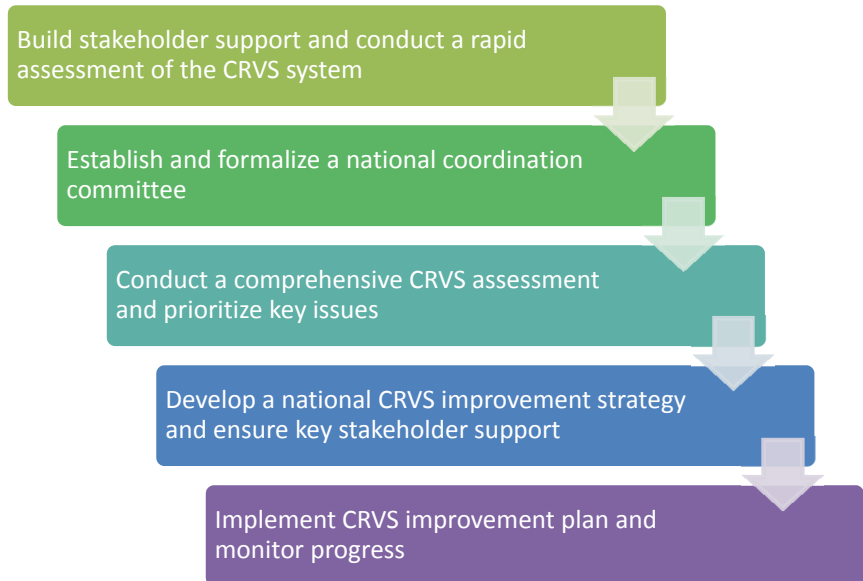 Build stakeholder support and conduct a rapid
assessment of the CRVS system
Establish and formalize a national coordination
committee
Conduct a comprehensive CRVS assessment
and prioritize key issues
Develop a national CRVS improvement strategy
and ensure key stakeholder support
Implement CRVS improvement plan and
monitor progress